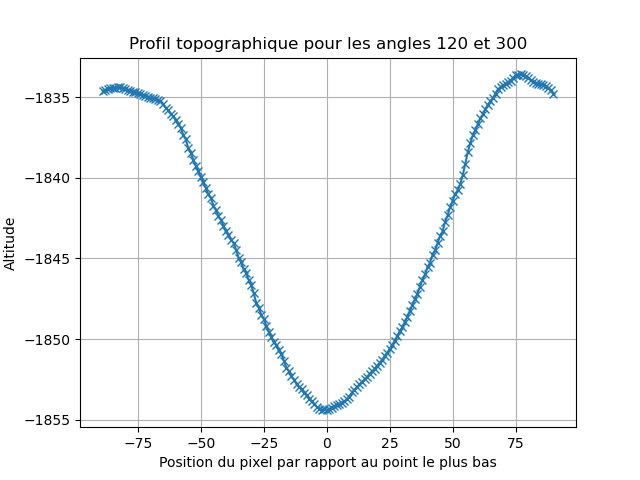 Profil topographique pour les angles 120 et 300
Altitude
−1835
−1840
−1845
−1850
−1855
−75 −50 −25 0 25 50 75
Position du pixel par rapport au point le plus bas